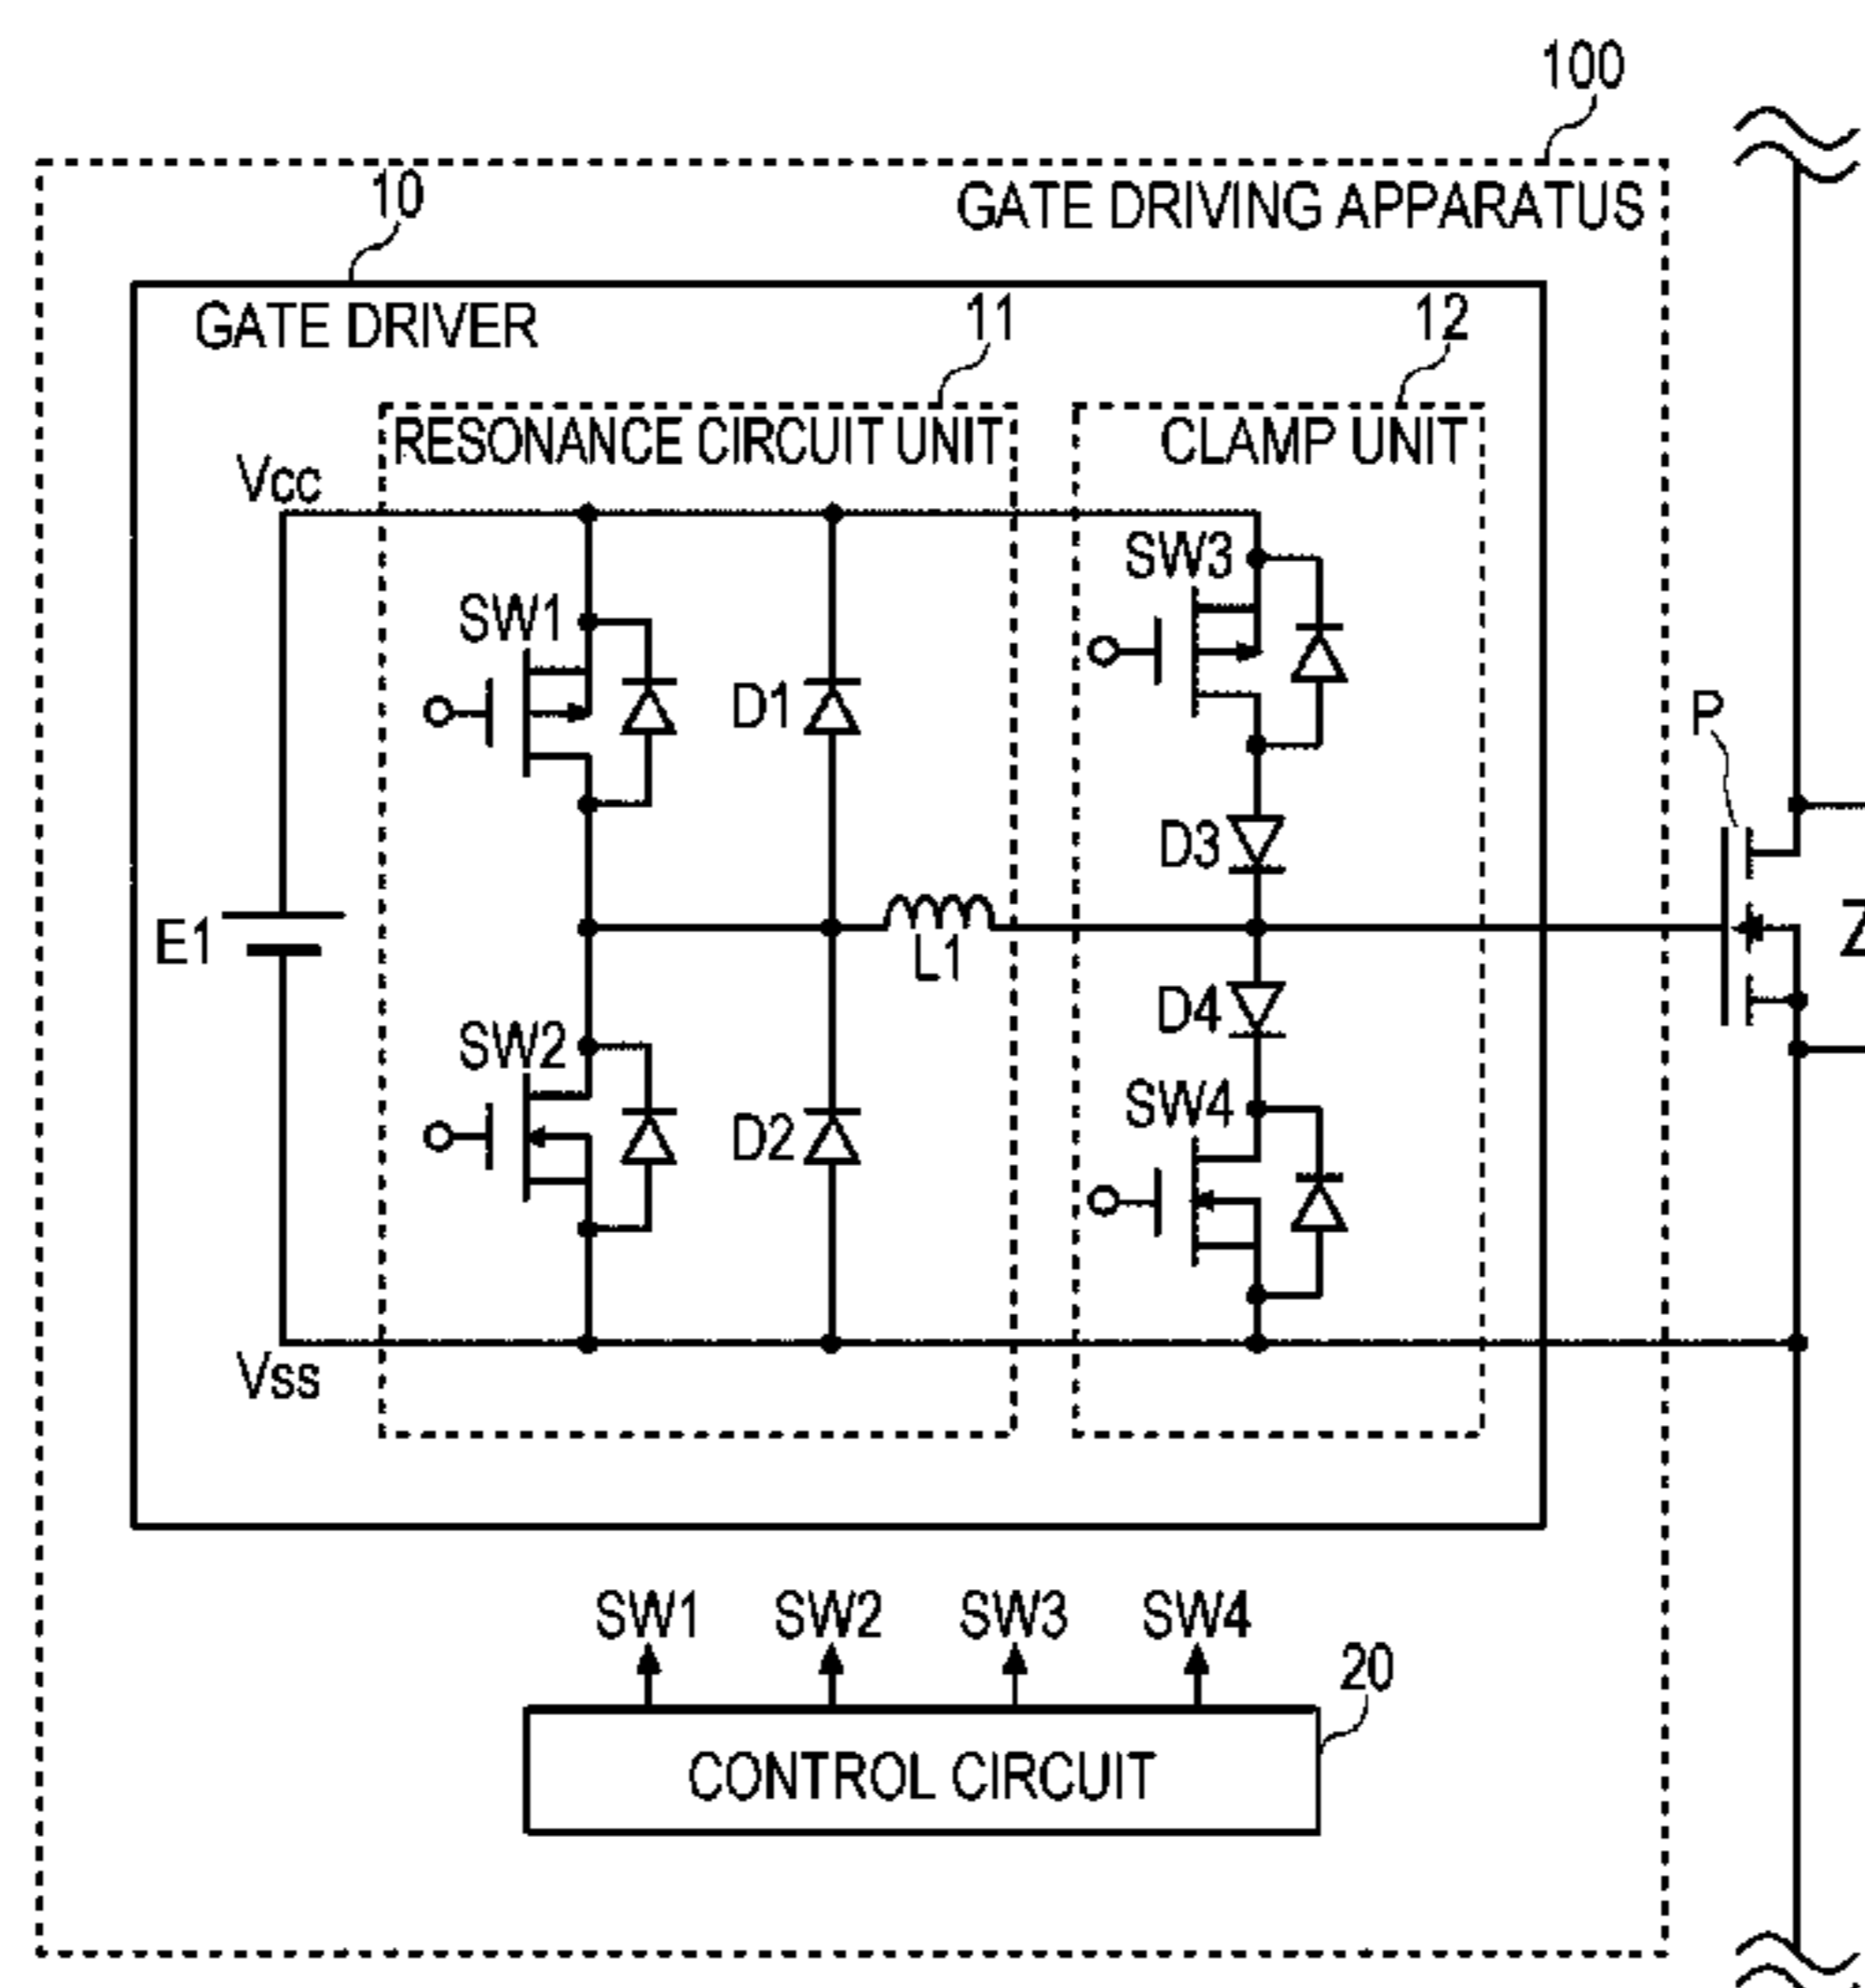 100
GATE DRIVING APPARATUS
10
GATE DRIVER
11
12
RESONANCE CIRCUIT UNIT
CLAMP UNIT
Vcc
SW3
SW1
D1
P
D3
E1
L1
Z
D4
SW2
SW4
D2
Vss
SW1 SW2 SW3 SW4
20
CONTROL CIRCUIT